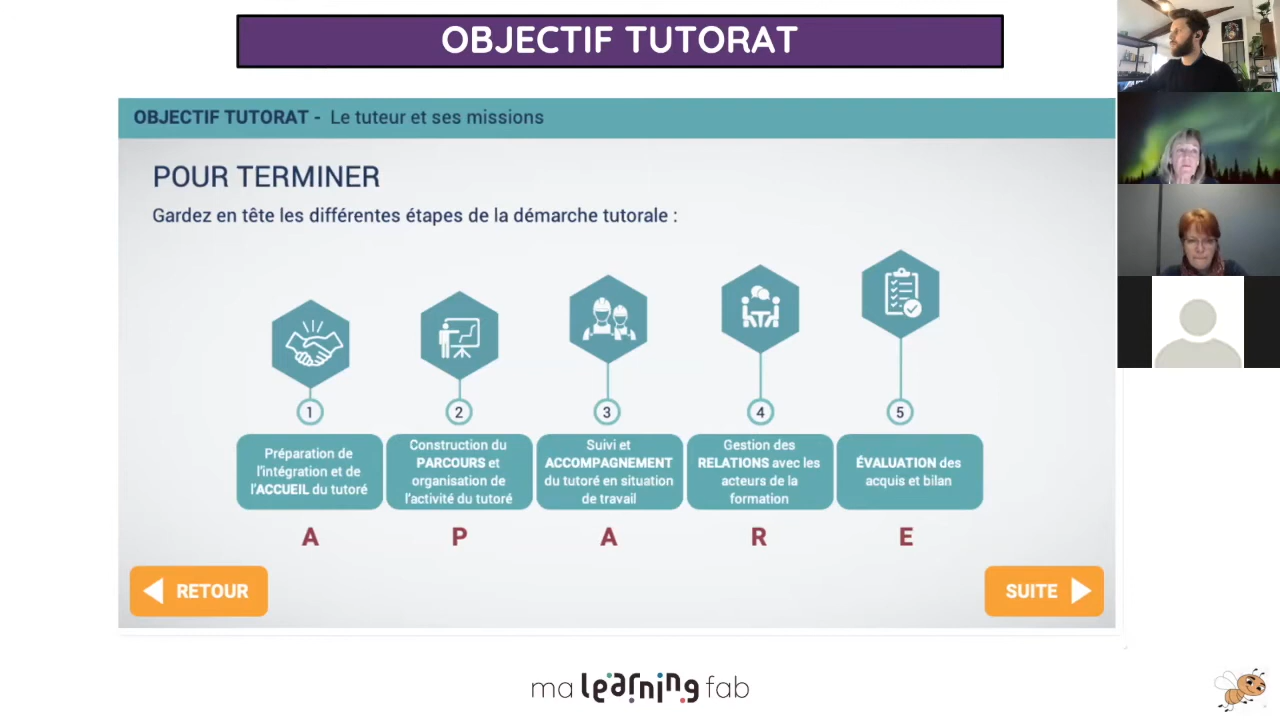 OBJECTIF TUTORAT
OBJECTIF TUTORAT - Le tuteur et ses missions
POUR TERMINER
Gardez en tête les différentes étapes de la démarche tutorale :
1
2
3
4
5
Préparation de
l'intégration et de
l'ACCUEIL du tutoré
Construction du
PARCOURS et
organisation de
l'activité du tutoré
Suivi et
ACCOMPAGNEMENT
du tutoré en situation
de travail
Gestion des
RELATIONS avec les
acteurs de la
formation
ÉVALUATION des
acquis et bilan
A
P
A
R
E
RETOUR
SUITE
ma learning fab